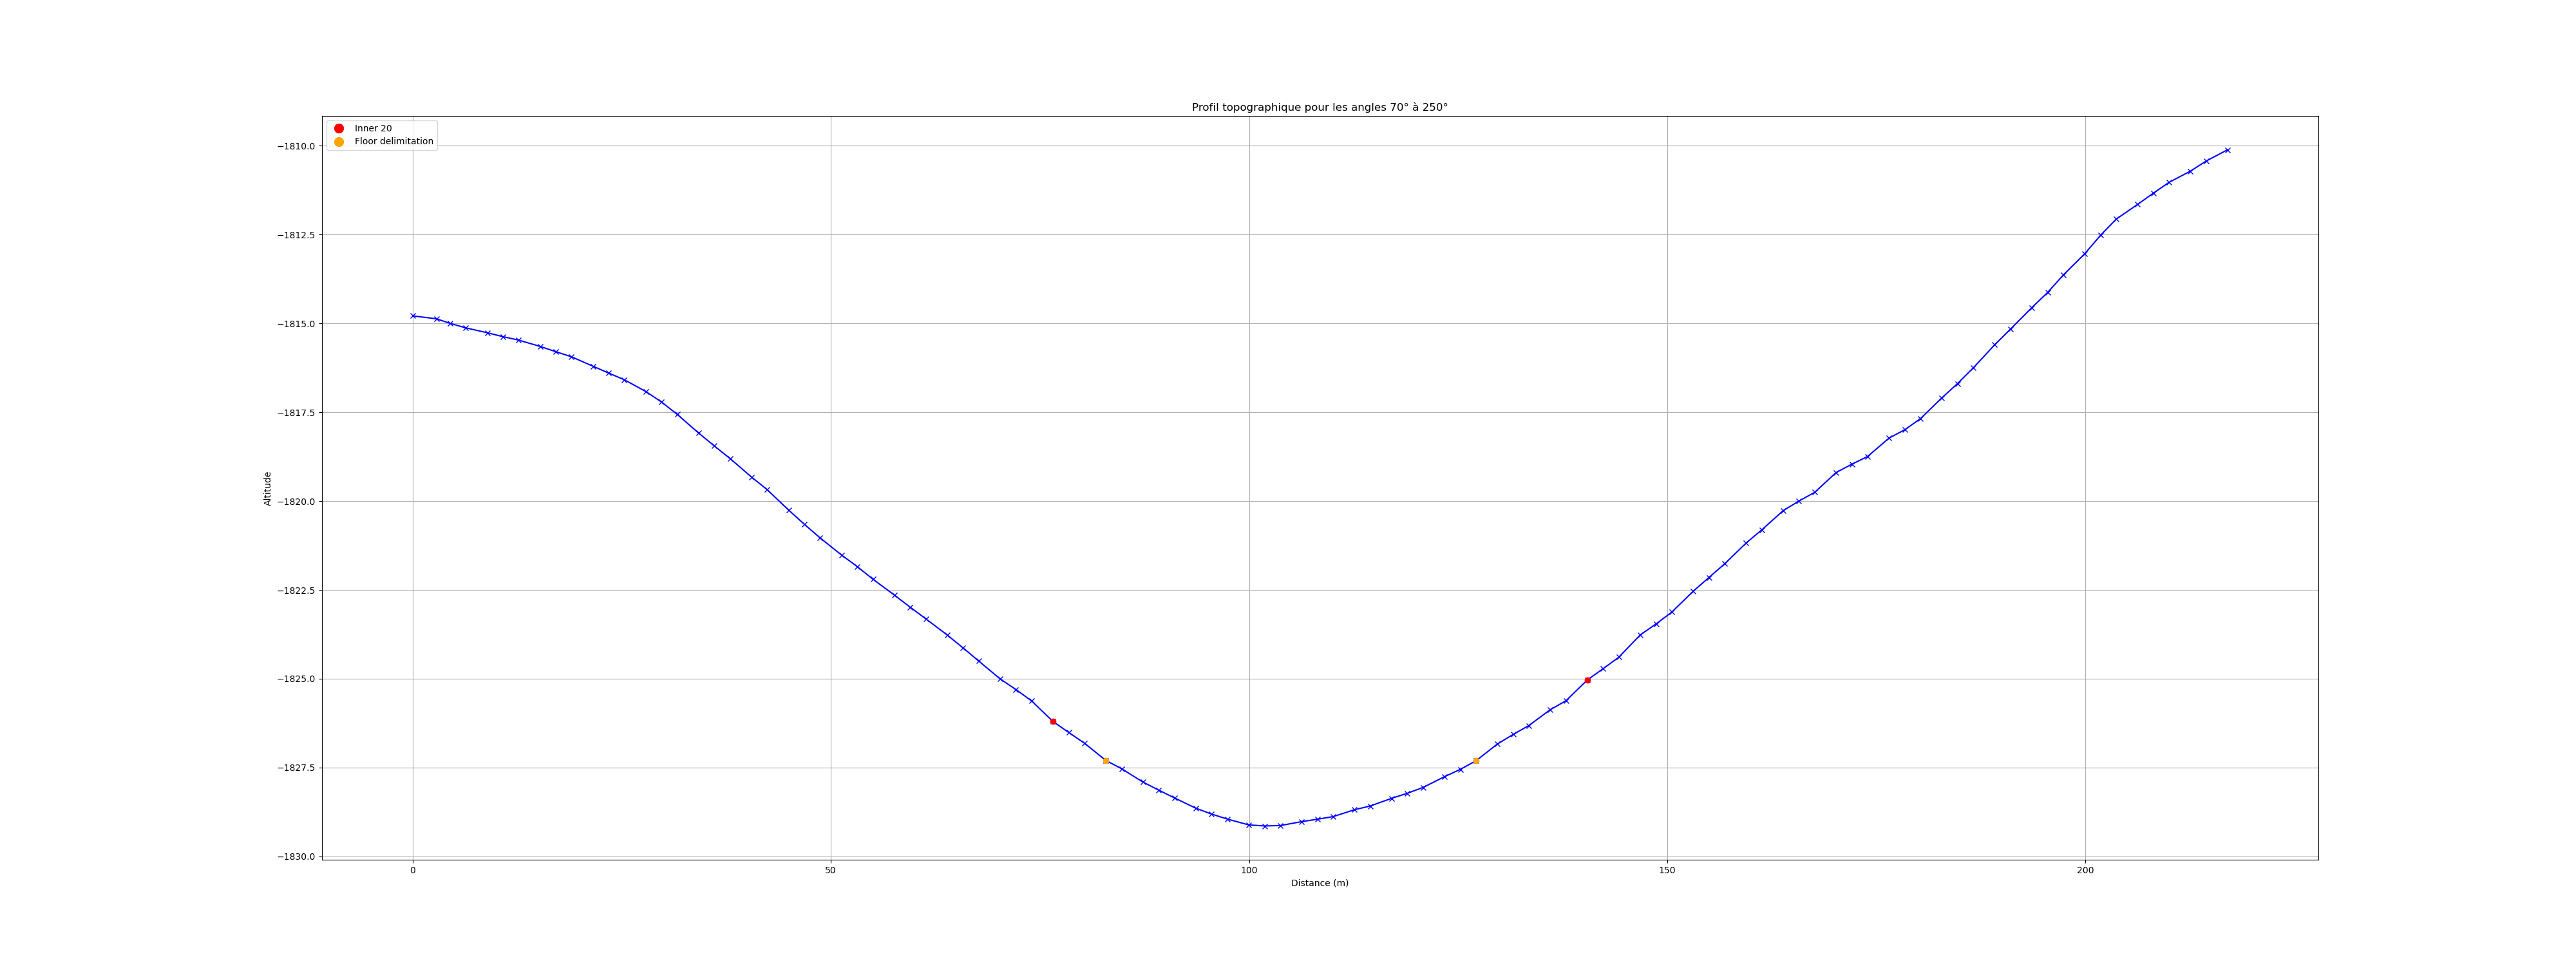 Profil topographique pour les angles 70° à 250°
Inner 20
Floor delimitation
−1810.0
−1812.5
−1815.0
−1817.5
−1820.0
−1822.5
−1825.0
−1827.5
−1830.0
Altitude
0 50 100 150 200
Distance (m)